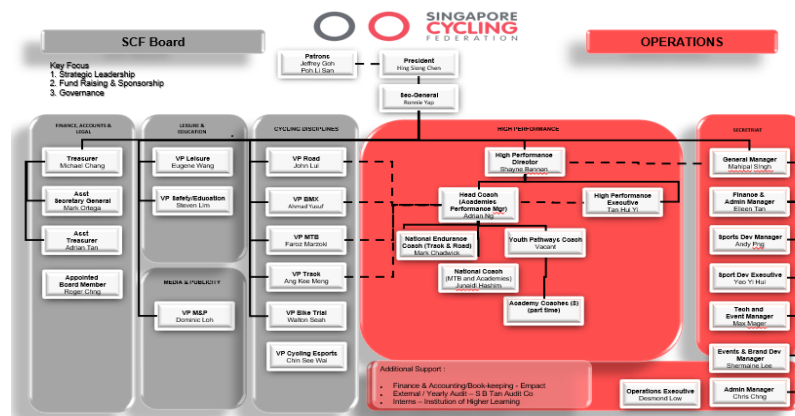 SINGAPORE
CYCLING
FEDERATION
SCF Board
OPERATIONS
Key Focus
1. Strategic Leadership
2. Fund Raising & Sponsorship
3. Governance
Patrons
Jeffrey Goh
Poh Li San
President
Hing Siong Chen
Sec-General
Ronnie Yap
FINANCE, ACCOUNTS &
LEGAL
Treasurer
Michael Chang
Asst
Secretary General
Mark Ortega
Asst
Treasurer
Adrian Tan
Appointed
Board Member
Roger Chng
LEISURE &
EDUCATION
VP Leisure
Eugene Wang
VP Safety/Education
Steven Lim
MEDIA & PUBLICITY
VP M&P
Dominic Loh
CYCLING DISCIPLINES
VP Road
John Lui
VP BMX
Ahmad Yusuf
VP MTB
Faroz Marzoki
VP Track
Ang Kee Meng
VP Bike Trial
Walton Seah
VP Cycling Esports
Chin See Wai
HIGH PERFORMANCE
High Performance
Director
Shayne Bannan
Head Coach
(Academies
Performance Mgr)
Adrian Ng
High Performance
Executive
Tan Hui Yi
National Endurance
Coach (Track & Road)
Mark Chadwick
Youth Pathways Coach
Vacant
National Coach
(MTB and Academies)
Junaidi Hashim
Academy Coaches (8)
(part time)
SECRETRIAT
General Manager
Mahipal Singh
Finance &
Admin Manager
Eileen Tan
Sports Dev Manager
Andy Png
Sport Dev Executive
Yeo Yi Hui
Tech and
Event Manager
Max Mager
Events & Brand Dev
Manager
Shermaine Lee
Admin Manager
Chris Chng
Operations Executive
Desmond Low
Additional Support :
• Finance & Accounting/Book-keeping - Empact
• External / Yearly Audit – S B Tan Audit Co
• Interns – Institution of Higher Learning